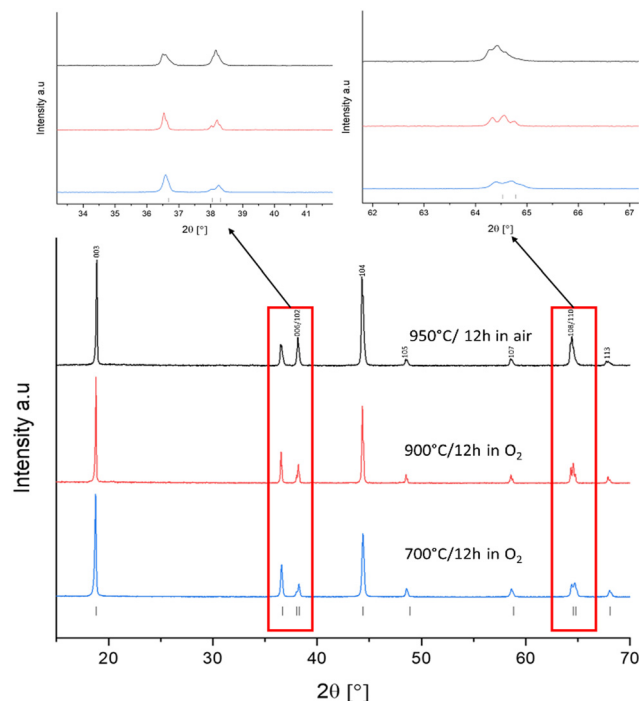 Intensity a.u
34 35 36 37 38 39 40 41
2θ [°]
Intensity a.u
62 63 64 65 66 67
2θ [°]
003
006/102
104
105
107
108/110
113
950°C/ 12h in air
900°C/12h in O₂
700°C/12h in O₂
Intensity a.u
20 30 40 50 60 70
2θ [°]